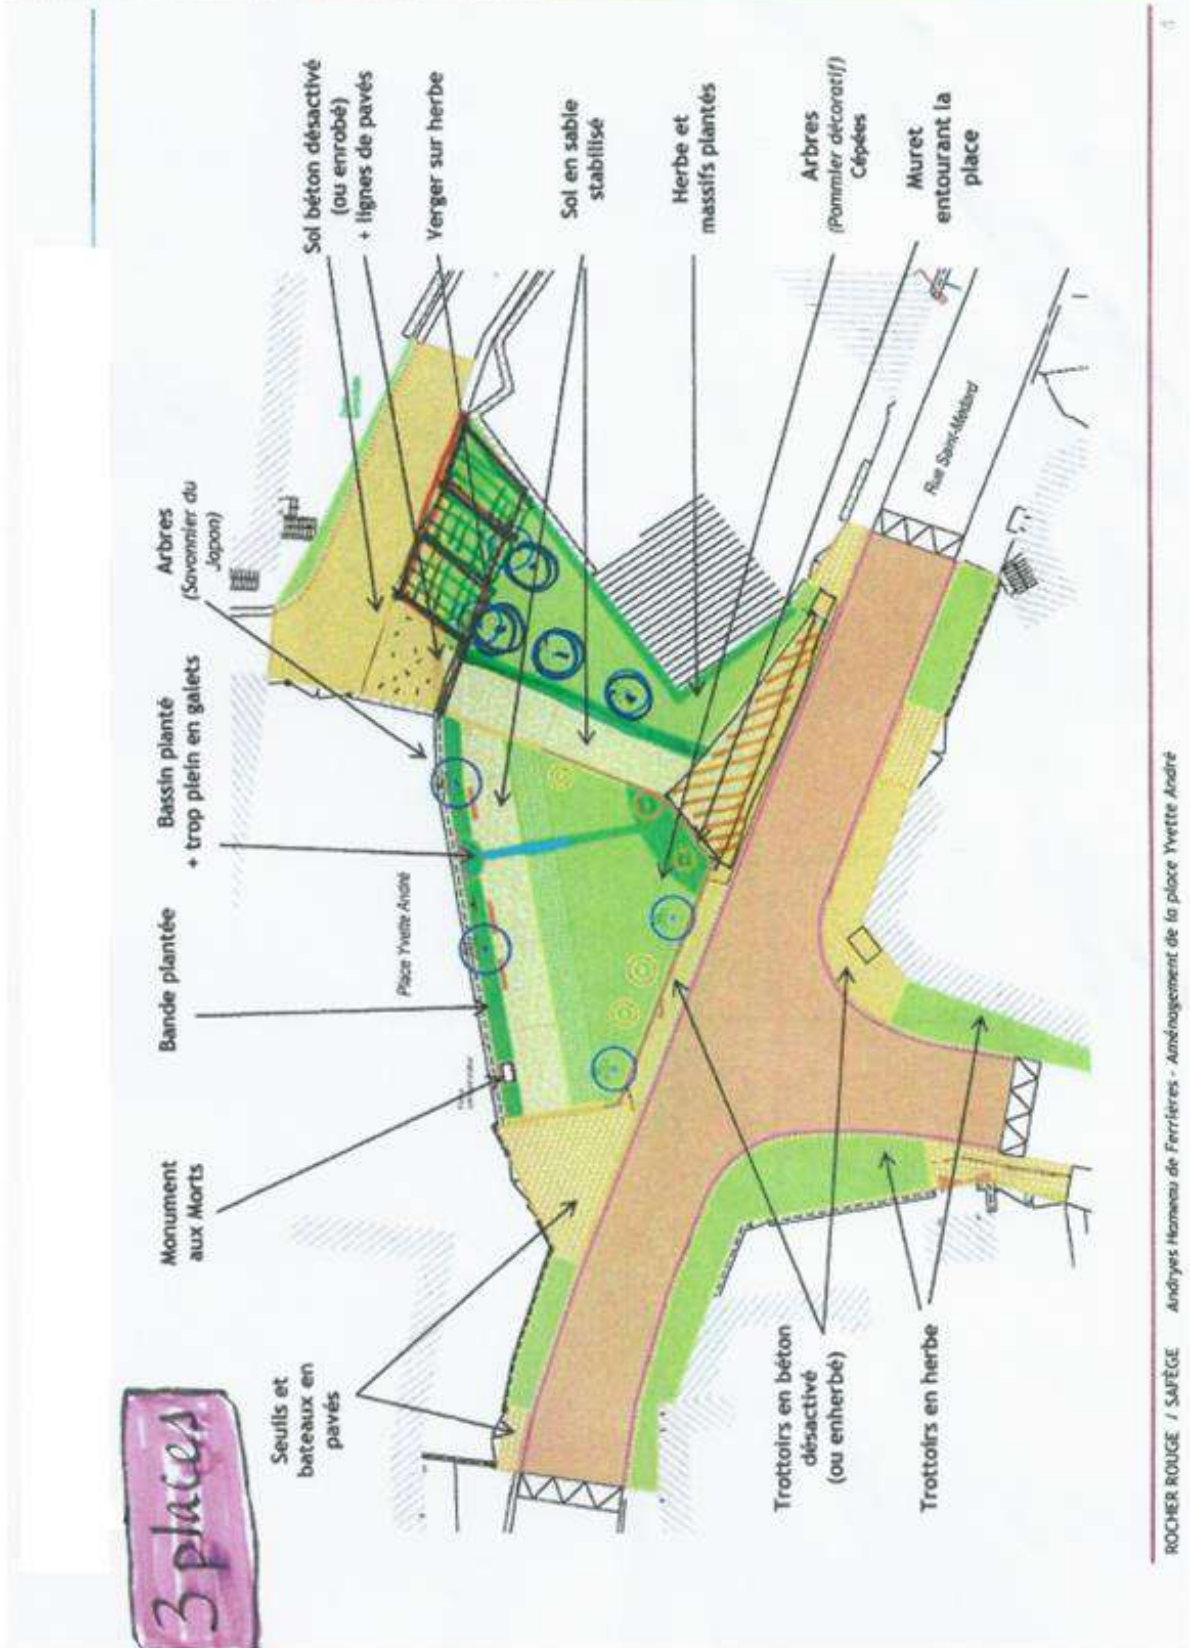 3 places
Monument
aux Morts
Bande plantée
Bassin planté
+ trop plein en galets
Arbres
(Savonnier du
Japon)
Sol béton désactivé
(ou enrobé)
+ lignes de pavés
Verger sur herbe
Sol en sable
stabilisé
Herbe et
massifs plantés
Arbres
(Pommier décoratif)
Cépées
Muret
entourant la
place
Place Yvette André
Rue Saint-Médard
Seuils et
bateaux en
pavés
Trottoirs en béton
désactivé
(ou enherbé)
Trottoirs en herbe
ROCHER ROUGE / SAFÈGE Andryes Hameau de Ferrières - Aménagement de la place Yvette André